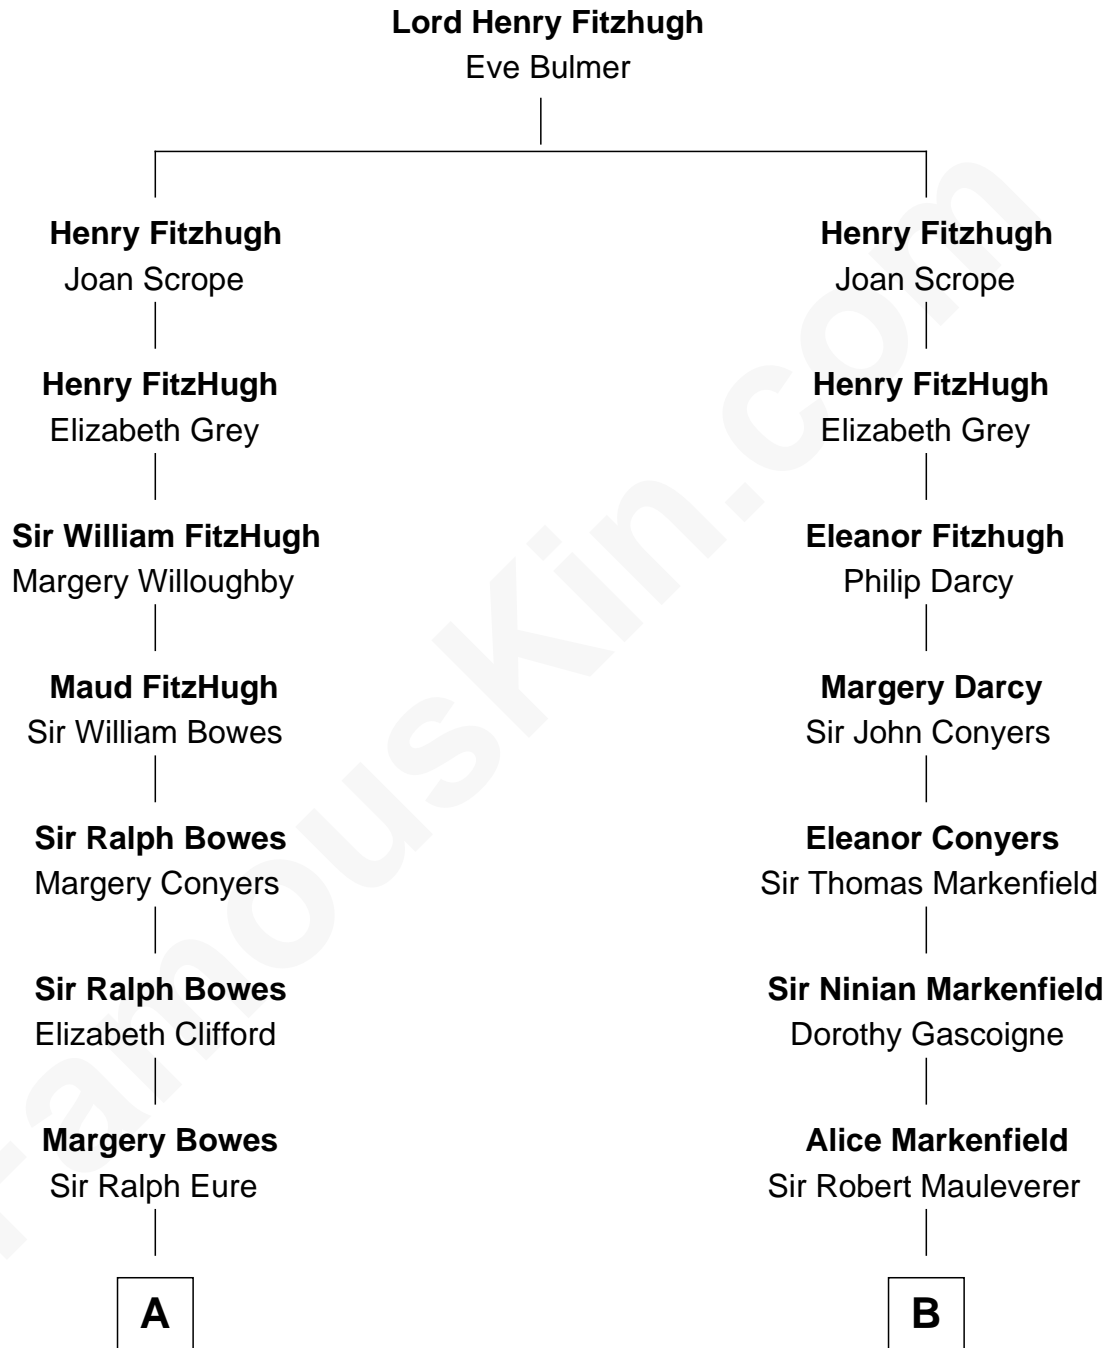 Lord Henry Fitzhugh
Eve Bulmer
Henry Fitzhugh
Joan Scrope
Henry FitzHugh
Elizabeth Grey
Sir William FitzHugh
Margery Willoughby
Maud FitzHugh
Sir William Bowes
Sir Ralph Bowes
Margery Conyers
Sir Ralph Bowes
Elizabeth Clifford
Margery Bowes
Sir Ralph Eure
A
Henry Fitzhugh
Joan Scrope
Henry FitzHugh
Elizabeth Grey
Eleanor Fitzhugh
Philip Darcy
Margery Darcy
Sir John Conyers
Eleanor Conyers
Sir Thomas Markenfield
Sir Ninian Markenfield
Dorothy Gascoigne
Alice Markenfield
Sir Robert Mauleverer
B
FamousKin.com